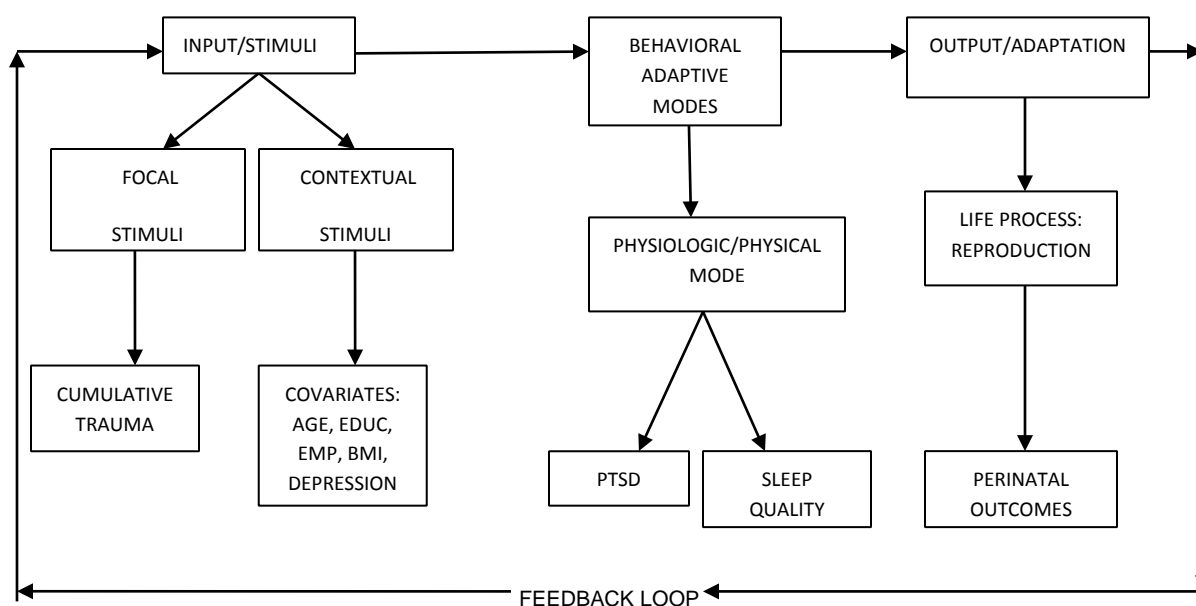 INPUT/STIMULI
BEHAVIORAL
ADAPTIVE
MODES
OUTPUT/ADAPTATION
FOCAL
STIMULI
CONTEXTUAL
STIMULI
PHYSIOLOGIC/PHYSICAL
MODE
LIFE PROCESS:
REPRODUCTION
CUMULATIVE
TRAUMA
COVARIATES:
AGE, EDUC,
EMP, BMI,
DEPRESSION
PTSD
SLEEP
QUALITY
PERINATAL
OUTCOMES
FEEDBACK LOOP